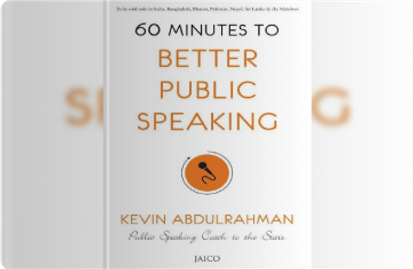 To be sold only in India, Bangladesh, Bhutan, Pakistan, Nepal, Sri Lanka & the Maldives
60 MINUTES TO
BETTER
PUBLIC
SPEAKING
KEVIN ABDULRAHMAN
Public Speaking Coach to the Stars
JAICO